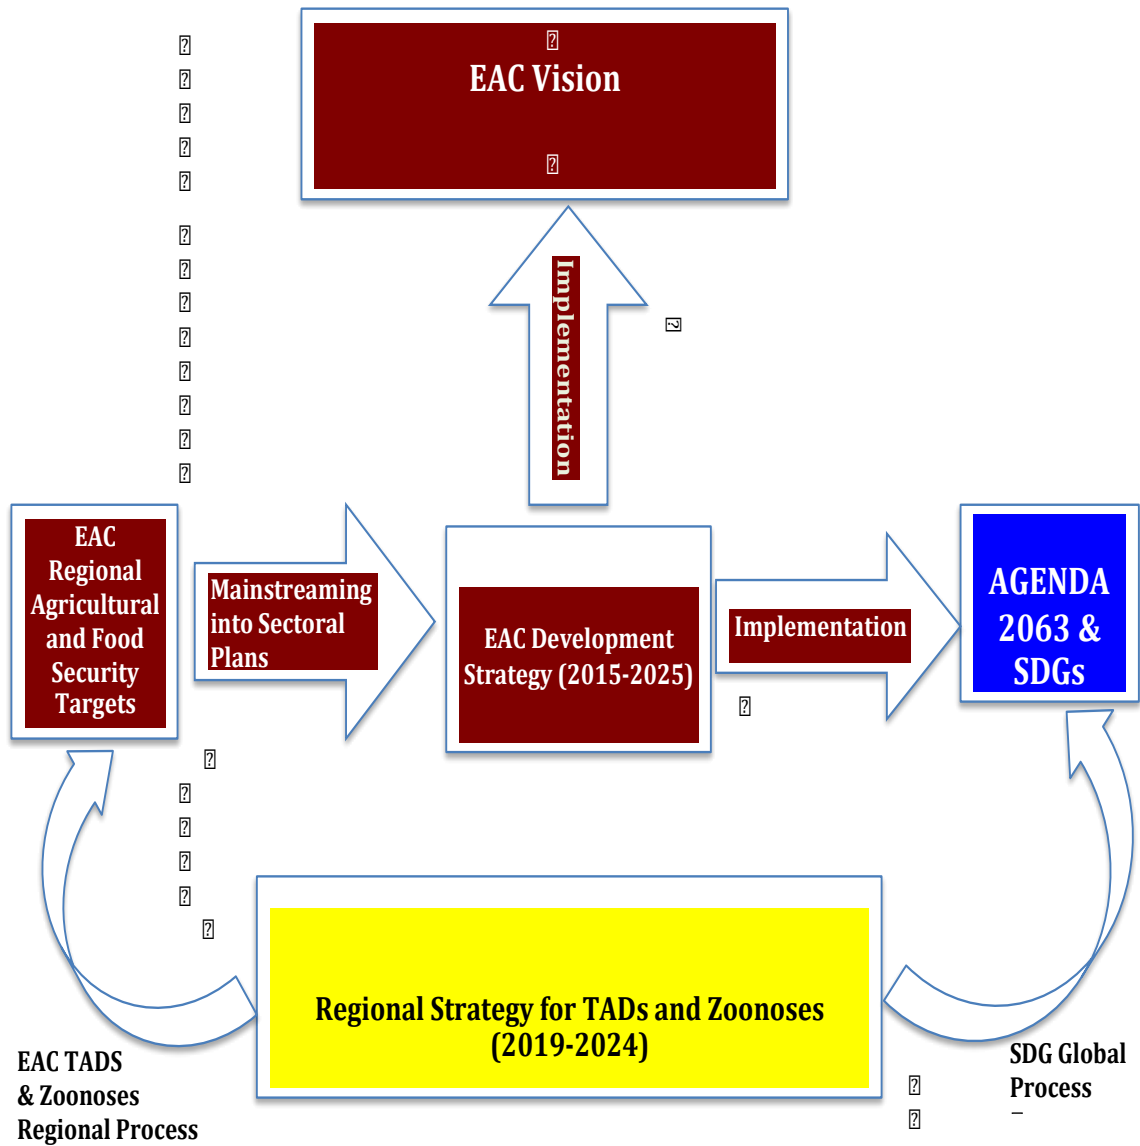 EAC Vision
Implementation
EAC
Regional
Agricultural
and Food
Security
Targets
Mainstreaming
into Sectoral
Plans
EAC Development
Strategy (2015-2025)
Implementation
AGENDA
2063 &
SDGs
Regional Strategy for TADs and Zoonoses
(2019-2024)
EAC TADS
& Zoonoses
Regional Process
SDG Global
Process